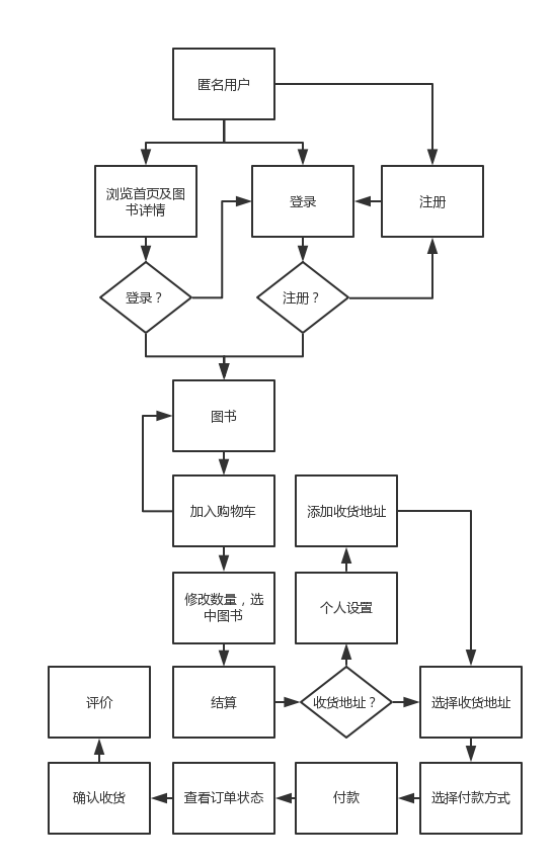 匿名用户
浏览首页及图
书详情
登录
注册
登录？
注册？
图书
加入购物车
添加收货地址
修改数量，选
中图书
个人设置
评价
结算
收货地址？
选择收货地址
确认收货
查看订单状态
付款
选择付款方式